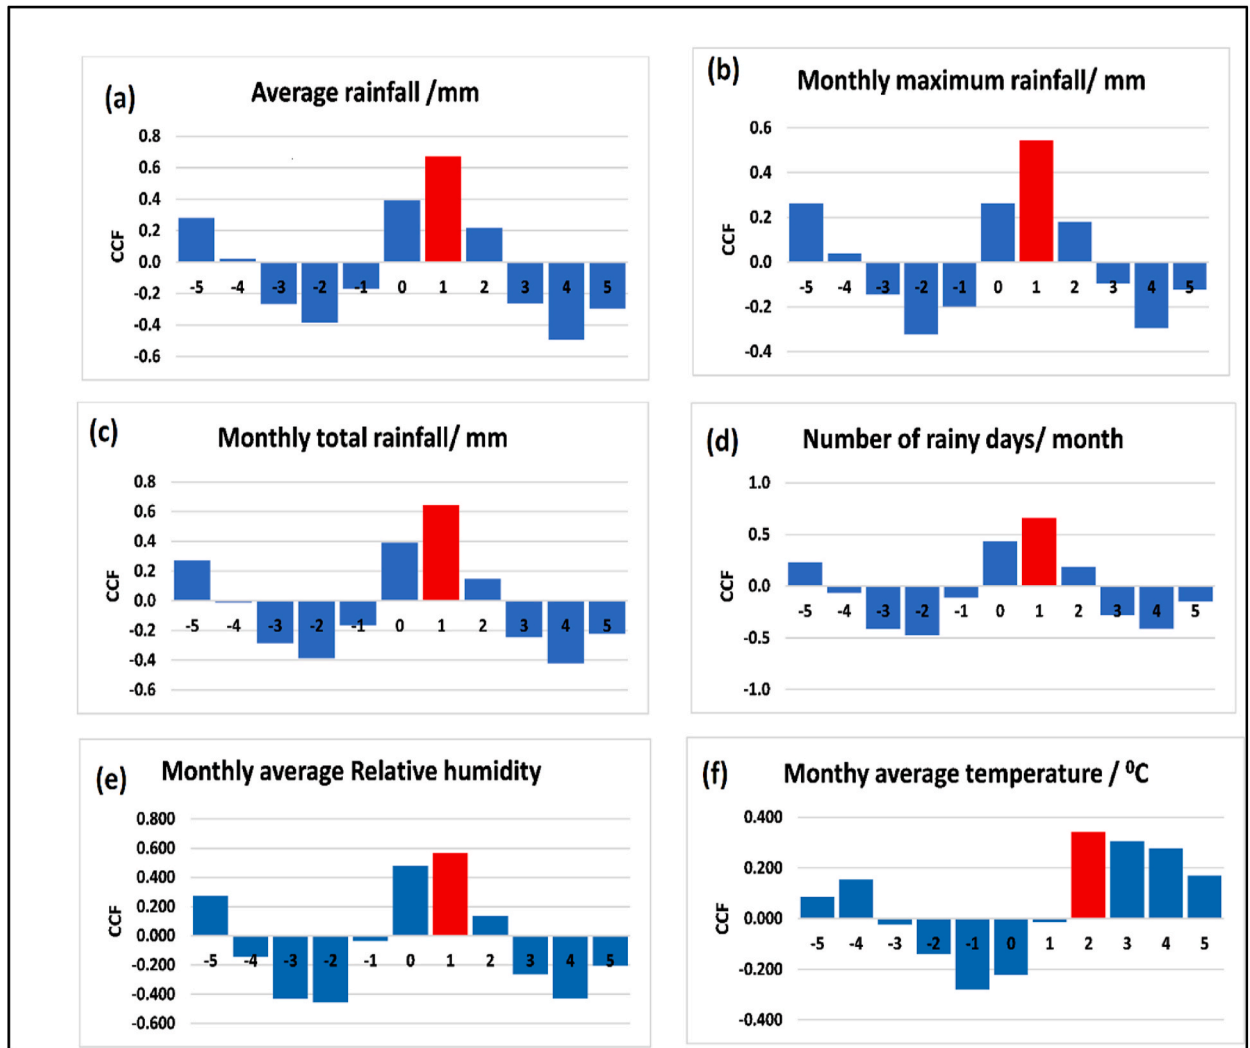 (a)
Average rainfall /mm
CCF
0.8
0.6
0.4
0.2
0.0
-0.2
-0.4
-0.6
-5 -4 -3 -2 -1 0 1 2 3 4 5
(b)
Monthly maximum rainfall/ mm
CCF
0.6
0.4
0.2
0.0
-0.2
-0.4
-5 -4 -3 -2 -1 0 1 2 3 4 5
(c)
Monthly total rainfall/ mm
CCF
0.8
0.6
0.4
0.2
0.0
-0.2
-0.4
-0.6
-5 -4 -3 -2 -1 0 1 2 3 4 5
(d)
Number of rainy days/ month
CCF
1.0
0.5
0.0
-0.5
-1.0
-5 -4 -3 -2 -1 0 1 2 3 4 5
(e)
Monthly average Relative humidity
CCF
0.800
0.600
0.400
0.200
0.000
-0.200
-0.400
-0.600
-5 -4 -3 -2 -1 0 1 2 3 4 5
(f)
Monthy average temperature / ⁰C
CCF
0.400
0.200
0.000
-0.200
-0.400
-5 -4 -3 -2 -1 0 1 2 3 4 5